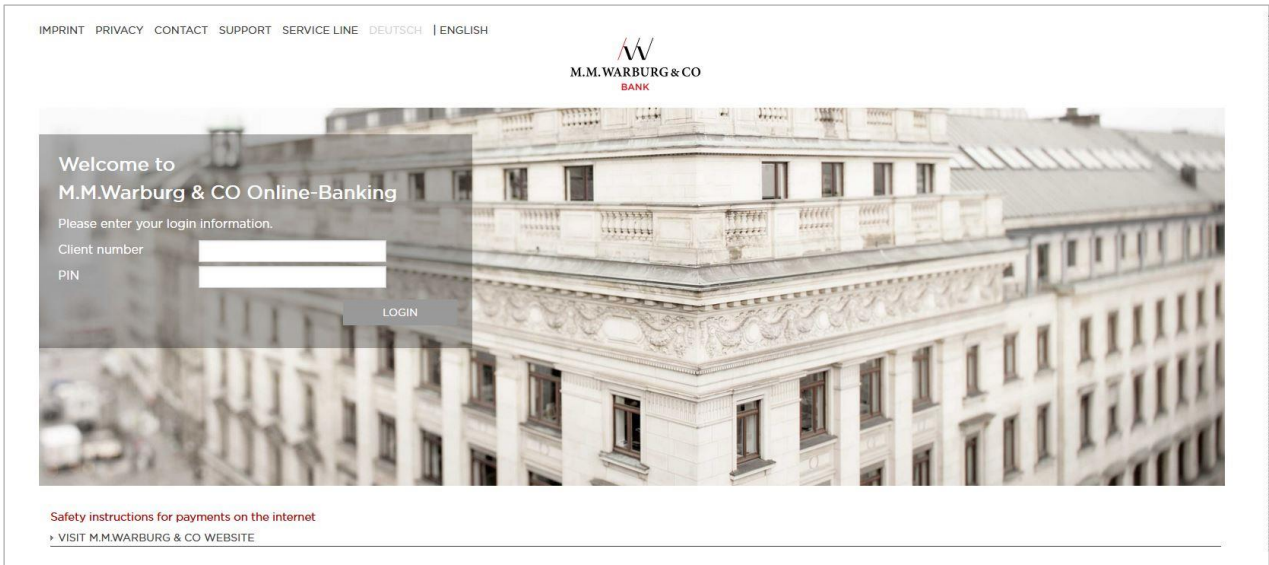 IMPRINT PRIVACY CONTACT SUPPORT SERVICE LINE DEUTSCH | ENGLISH
M.M.WARBURG & CO
BANK
Welcome to
M.M.Warburg & CO Online-Banking
Please enter your login information.
Client number
PIN
LOGIN
Safety instructions for payments on the internet
VISIT M.M.WARBURG & CO WEBSITE